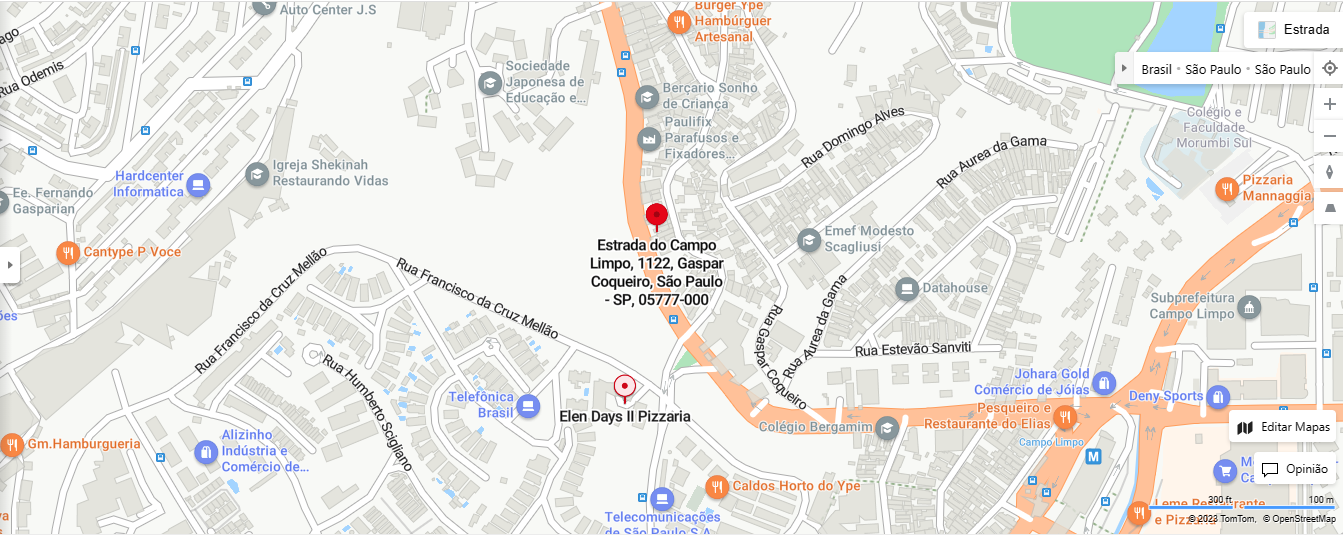 Auto Center J.S
Burger Ype
Hambúrguer
Artesanal
Estrada
Brasil • São Paulo • São Paulo
Rua Odemis
Sociedade
Japonesa de
Educação e...
Berçario Sonho
de Criança
Paulifix
Parafusos e
Fixadores...
Rua Domingo Alves
Rua Aurea da Gama
Colégio e
Faculdade
Morumbi Sul
Igreja Shekinah
Restaurando Vidas
Hardcenter
Informatica
Ee. Fernando
Gasparian
Pizzaria
Mannaggia
Cantype P Voce
Estrada do Campo
Limpo, 1122, Gaspar
Coqueiro, São Paulo
- SP, 05777-000
Emef Modesto
Scagliusi
Datahouse
Subprefeitura
Campo Limpo
Rua Francisco da Cruz Mellão
Rua Francisco da Cruz Mellão
Rua Gaspar Coqueiro
Rua Aurea da Gama
Rua Estevão Sanviti
Rua Humberto Scigliano
Elen Days II Pizzaria
Telefônica
Brasil
Johara Gold
Comércio de Jóias
Deny Sports
Pesqueiro e
Restaurante do Elias
Colégio Bergamim
Campo Limpo
M
Editar Mapas
Opinião
Gm.Hamburgueria
Alizinho
Indústria e
Comércio de...
Caldos Horto do Ype
Telecomunicações
de São Paulo S.A.
Leme Restaurante
e Pizzaria
300 ft
100 m
© 2023 TomTom, © OpenStreetMap